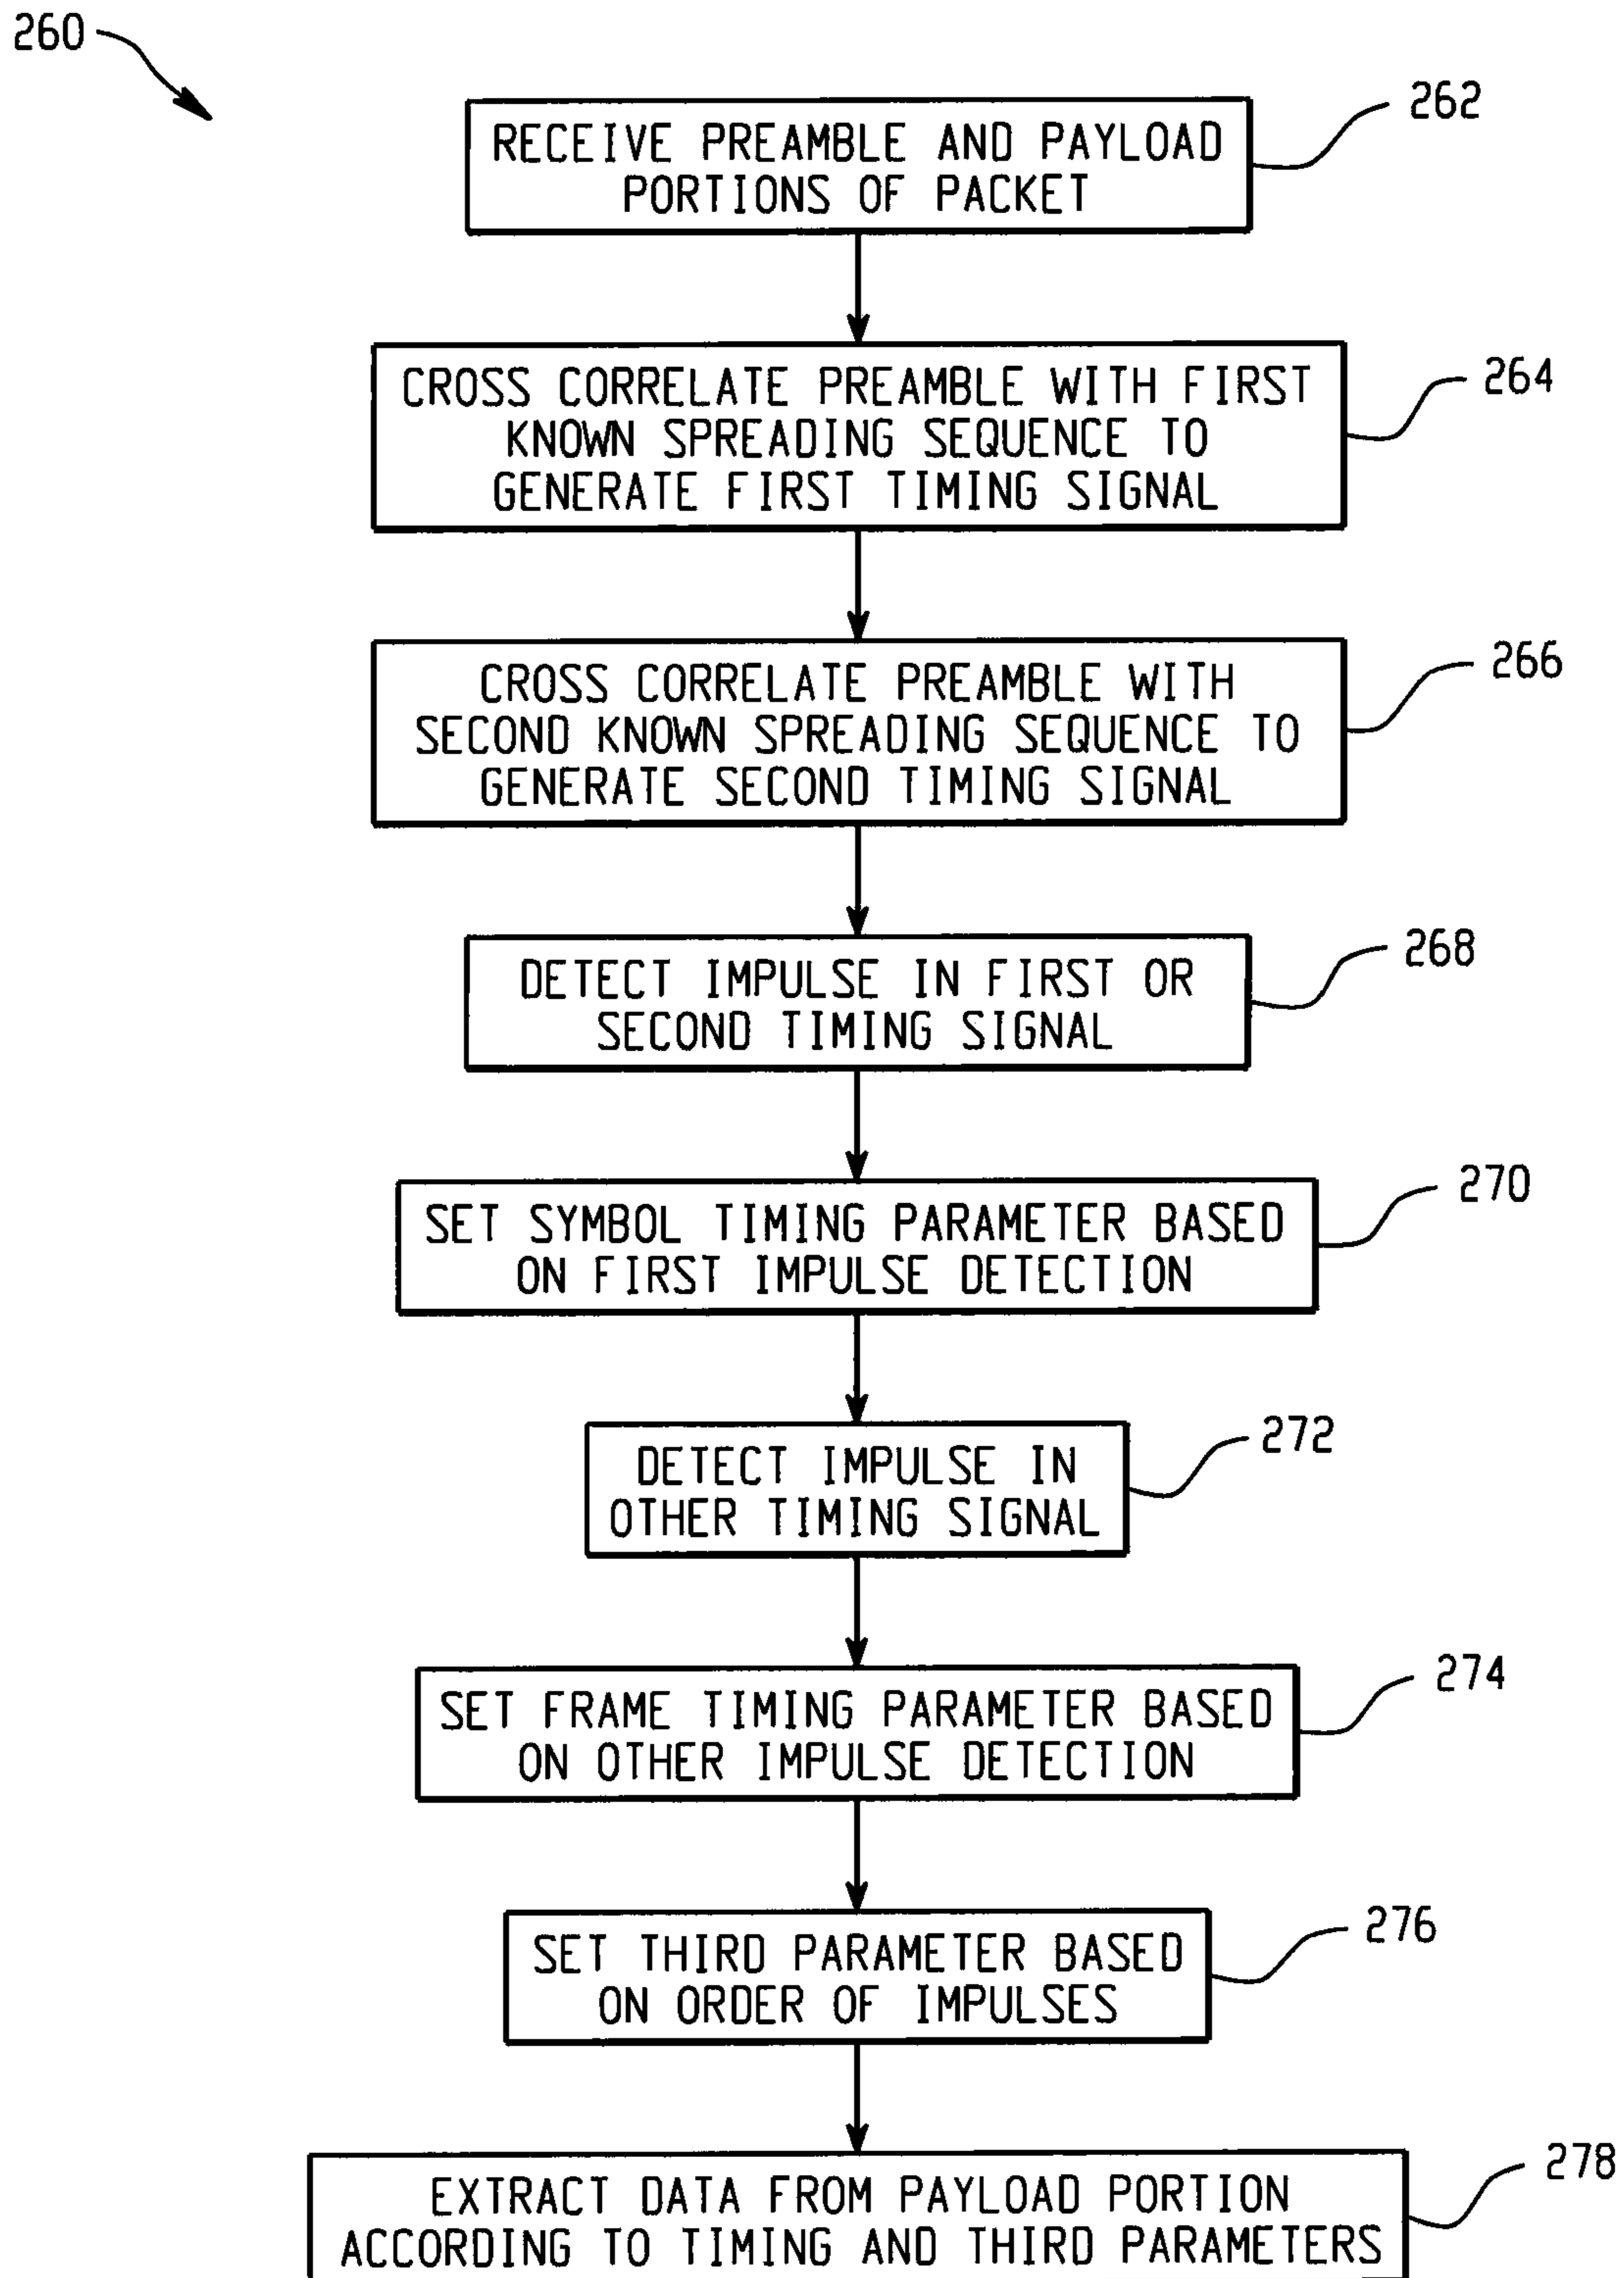 260
262
RECEIVE PREAMBLE AND PAYLOAD
PORTIONS OF PACKET
264
CROSS CORRELATE PREAMBLE WITH FIRST
KNOWN SPREADING SEQUENCE TO
GENERATE FIRST TIMING SIGNAL
266
CROSS CORRELATE PREAMBLE WITH
SECOND KNOWN SPREADING SEQUENCE TO
GENERATE SECOND TIMING SIGNAL
268
DETECT IMPULSE IN FIRST OR
SECOND TIMING SIGNAL
270
SET SYMBOL TIMING PARAMETER BASED
ON FIRST IMPULSE DETECTION
272
DETECT IMPULSE IN
OTHER TIMING SIGNAL
274
SET FRAME TIMING PARAMETER BASED
ON OTHER IMPULSE DETECTION
276
SET THIRD PARAMETER BASED
ON ORDER OF IMPULSES
278
EXTRACT DATA FROM PAYLOAD PORTION
ACCORDING TO TIMING AND THIRD PARAMETERS